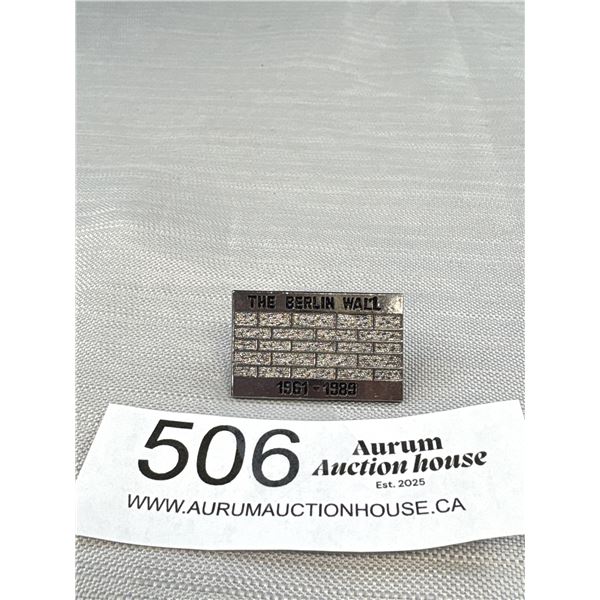 THE BERLIN WALL
1961-1989
506
Aurum
Auction house
Est. 2025
WWW.AURUMAUCTIONHOUSE.CA